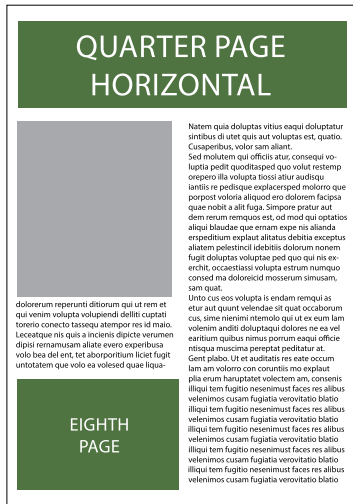 QUARTER PAGE
HORIZONTAL
dolorerum reperunti ditiorum qui ut rem et
qui venim volupta volupiendi delliti cuptati
torerio conecto tassequ atempor res id maio.
Leceatque nis quis a incienis dipicte verumen
dipisi rernamusam aliate evero experibusa
volo bea del ent, tet aborporitium liciet fugit
untotatem que volo ea volesed quae liqua-
EIGHTH
PAGE
Natem quia doluptas vitius eaqui doluptatur
sintibus di utet quis aut voluptas est, quatio.
Cusaperibus, volor sam aliant.
Sed molutem qui officiis atur, consequi vo-
luptia pedit quoditasped quo volut restemp
orepero illa volupta tiossi atiur audisqu
iantiis re pedisque explacersped molorro que
porpost voloria aliquod ero dolorem facipsa
quae nobit a alit fuga. Simpore pratur aut
dem rerum remquos est, od mod qui optatios
aliqui blaudae que ernam expe nis alianda
erspeditium explaut alitatus debitia exceptus
aliatem pelestincil idebitiis dolorum nonem
fugit doluptas voluptae ped quo qui nis ex-
erchit, occaestiassi volupta estrum numquo
consed ma doloreicid mosserum simusam,
sam quat.
Unto cus eos volupta is endam remqui as
etur aut quunt velendae sit quat occaborum
cus, sime nienimi ntemolo qui ut ex eum lam
volenim anditi doluptaqui dolores ne ea vel
earitium quibus nimus porrum eaqui officie
ntisqua muscima pereptat peditatur at.
Gent plabo. Ut et auditatis res eate occum
lam am volorro con coruntiis mo explaut
plia erum haruptatet volectem am, consenis
illiqui tem fugitio nesenimust faces res alibus
velenimos cusam fugiatia verovitatio blatio
illiqui tem fugitio nesenimust faces res alibus
velenimos cusam fugiatia verovitatio blatio
illiqui tem fugitio nesenimust faces res alibus
velenimos cusam fugiatia verovitatio blatio
illiqui tem fugitio nesenimust faces res alibus
velenimos cusam fugiatia verovitatio blatio
illiqui tem fugitio nesenimust faces res alibus
velenimos cusam fugiatia verovitatio blatio